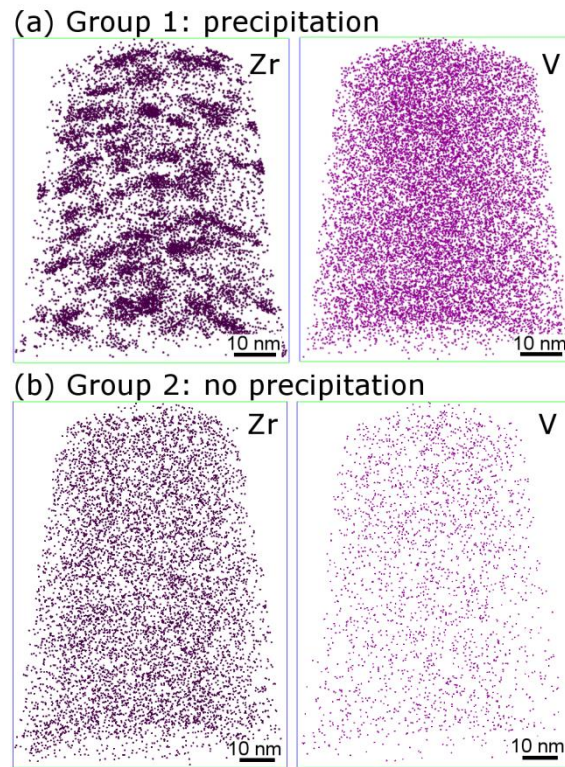 (a) Group 1: precipitation
Zr
V
10 nm
10 nm
(b) Group 2: no precipitation
Zr
V
10 nm
10 nm